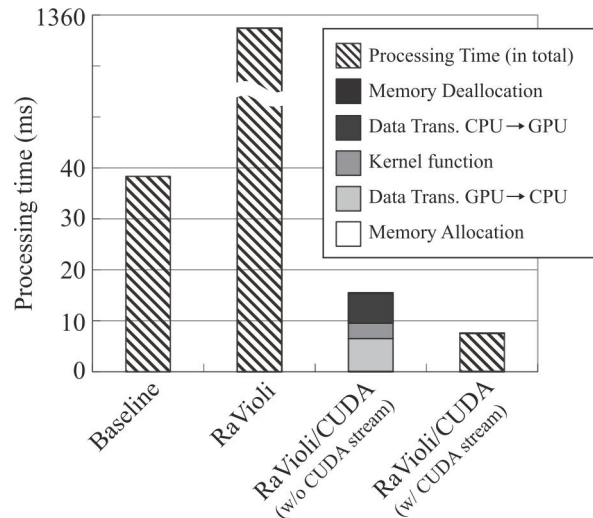 1360
40
30
20
10
0
Processing time (ms)
Processing Time (in total)
Memory Deallocation
Data Trans. CPU→GPU
Kernel function
Data Trans. GPU→CPU
Memory Allocation
Baseline
RaVioli
RaVioli/CUDA
(w/o CUDA stream)
RaVioli/CUDA
(w/ CUDA stream)